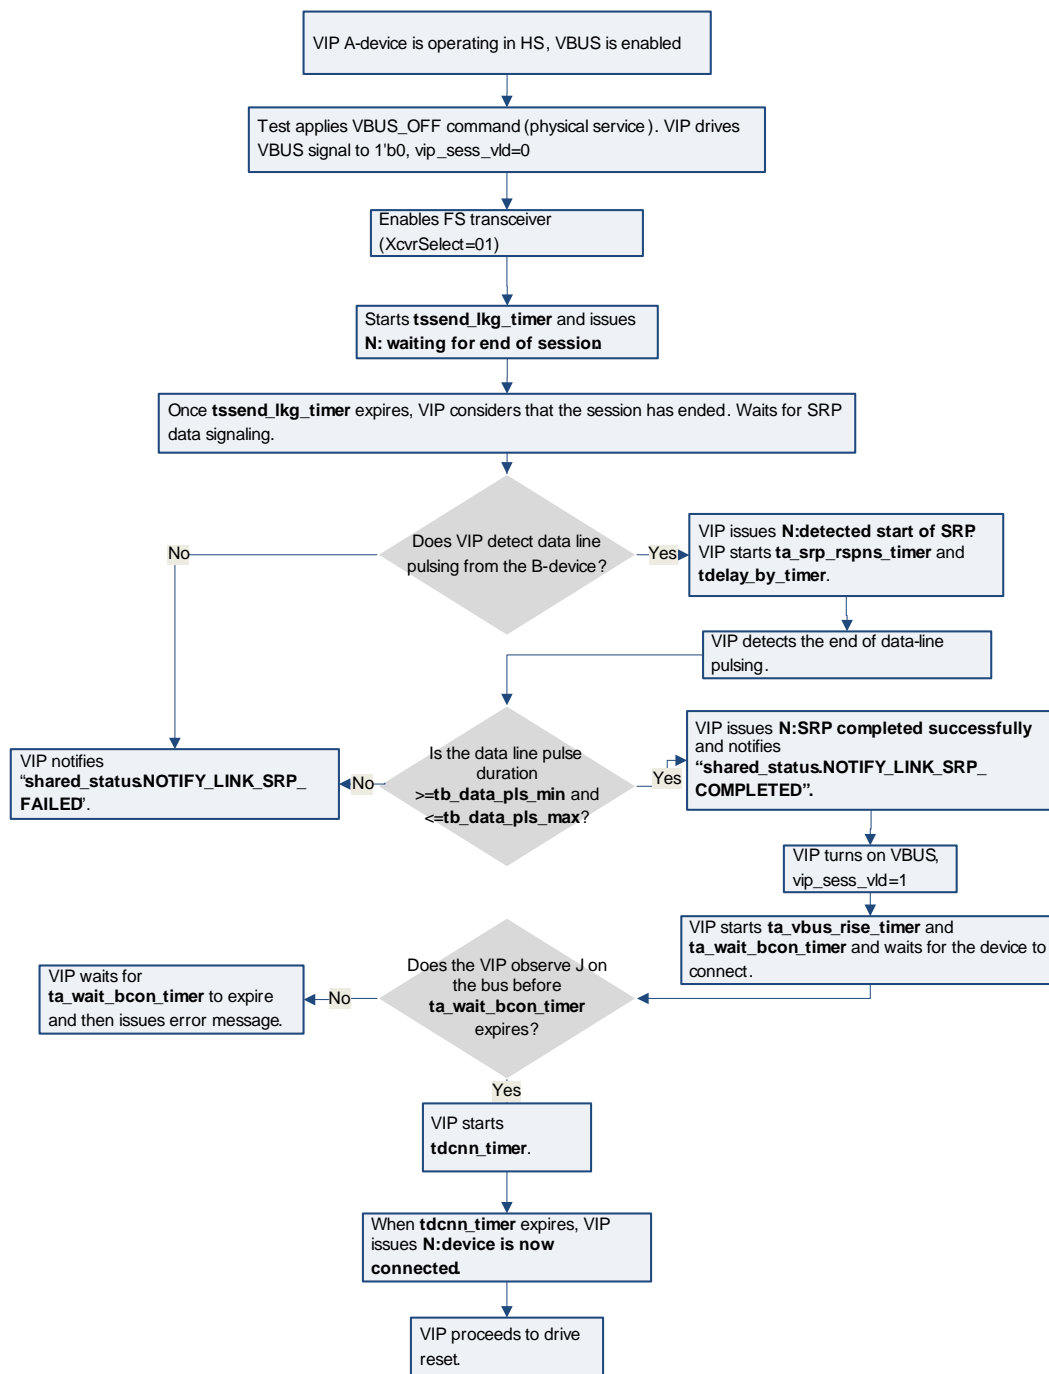 VIP A-device is operating in HS, VBUS is enabled
Test applies VBUS_OFF command (physical service). VIP drives
VBUS signal to 1'b0, vip_sess_vld=0
Enables FS transceiver
(XcvrSelect=01)
Starts tssend_lkg_timer and issues
N: waiting for end of session.
Once tssend_lkg_timer expires, VIP considers that the session has ended. Waits for SRP
data signaling.
Does VIP detect data line
pulsing from the B-device?
No
Yes
VIP issues N:detected start of SRP.
VIP starts ta_srp_rspns_timer and
tdelay_by_timer.
VIP detects the end of data-line
pulsing.
Is the data line pulse
duration
>=tb_data_pls_min and
<=tb_data_pls_max?
No
Yes
VIP notifies
“shared_status.NOTIFY_LINK_SRP_
FAILED”.
VIP issues N:SRP completed successfully
and notifies
“shared_status.NOTIFY_LINK_SRP_
COMPLETED”.
VIP turns on VBUS,
vip_sess_vld=1
VIP starts ta_vbus_rise_timer and
ta_wait_bcon_timer and waits for the device to
connect.
Does the VIP observe J on
the bus before
ta_wait_bcon_timer
expires?
No
VIP waits for
ta_wait_bcon_timer to expire
and then issues error message.
Yes
VIP starts
tdcnn_timer.
When tdcnn_timer expires, VIP
issues N:device is now
connected.
VIP proceeds to drive
reset.